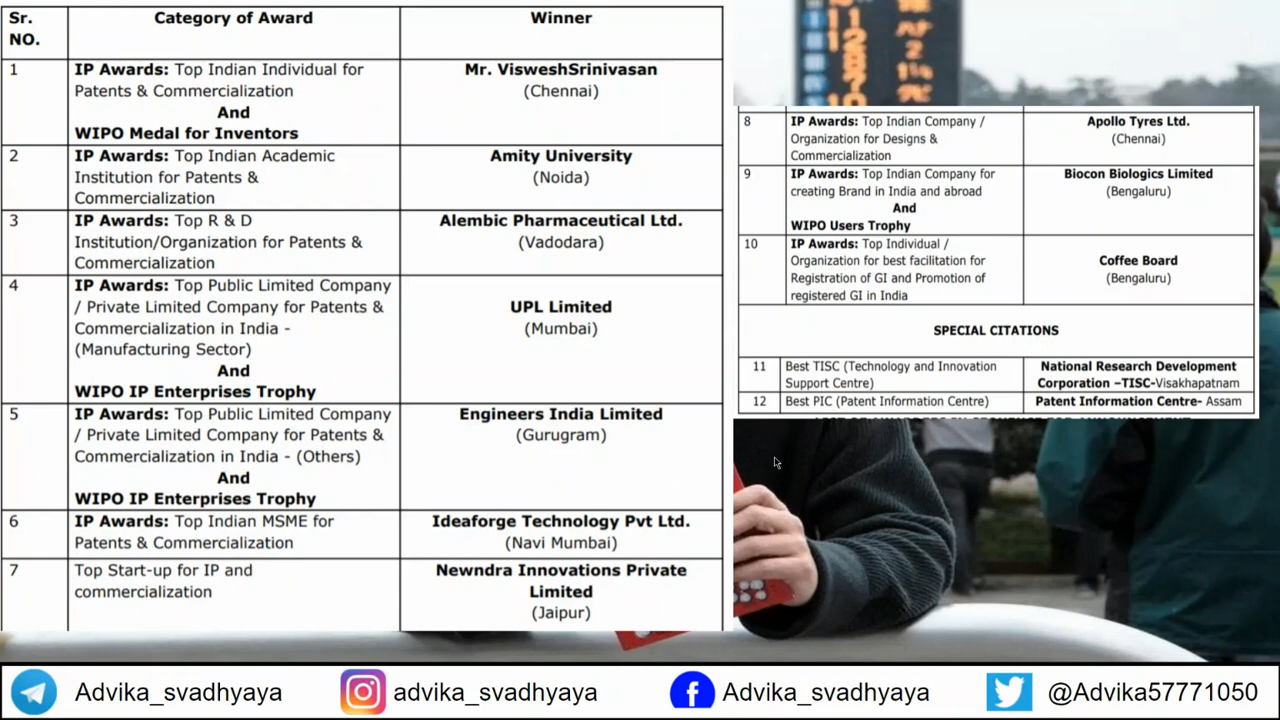 Sr. NO.
Category of Award
Winner
1
IP Awards: Top Indian Individual for
Patents & Commercialization
And
WIPO Medal for Inventors
Mr. VisweshSrinivasan
(Chennai)
2
IP Awards: Top Indian Academic
Institution for Patents &
Commercialization
Amity University
(Noida)
3
IP Awards: Top R & D
Institution/Organization for Patents &
Commercialization
Alembic Pharmaceutical Ltd.
(Vadodara)
4
IP Awards: Top Public Limited Company
/ Private Limited Company for Patents &
Commercialization in India -
(Manufacturing Sector)
And
WIPO IP Enterprises Trophy
UPL Limited
(Mumbai)
5
IP Awards: Top Public Limited Company
/ Private Limited Company for Patents &
Commercialization in India - (Others)
And
WIPO IP Enterprises Trophy
Engineers India Limited
(Gurugram)
6
IP Awards: Top Indian MSME for
Patents & Commercialization
Ideaforge Technology Pvt Ltd.
(Navi Mumbai)
7
Top Start-up for IP and
commercialization
Newndra Innovations Private
Limited
(Jaipur)
8
IP Awards: Top Indian Company /
Organization for Designs &
Commercialization
Apollo Tyres Ltd.
(Chennai)
9
IP Awards: Top Indian Company for
creating Brand in India and abroad
And
WIPO Users Trophy
Biocon Biologics Limited
(Bengaluru)
10
IP Awards: Top Individual /
Organization for best facilitation for
Registration of GI and Promotion of
registered GI in India
Coffee Board
(Bengaluru)
SPECIAL CITATIONS
11
Best TISC (Technology and Innovation
Support Centre)
National Research Development
Corporation –TISC-Visakhapatnam
12
Best PIC (Patent Information Centre)
Patent Information Centre- Assam
Advika_svadhyaya
advika_svadhyaya
Advika_svadhyaya
@Advika57771050